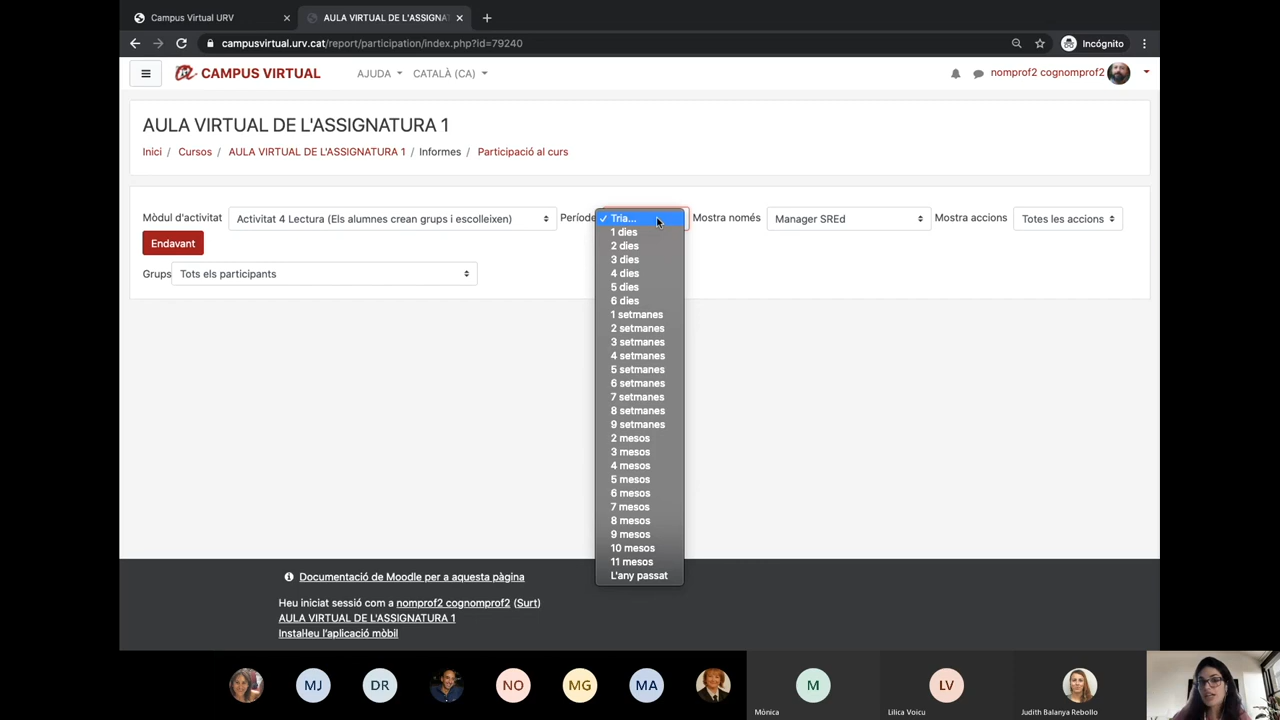 Campus Virtual URV
AULA VIRTUAL DE L'ASSIGNAT
campusvirtual.urv.cat/report/participation/index.php?id=79240
Incógnito
CAMPUS VIRTUAL
AJUDA
CATALÀ (CA)
nomprof2 cognomprof2
AULA VIRTUAL DE L'ASSIGNATURA 1
Inici / Cursos / AULA VIRTUAL DE L'ASSIGNATURA 1 / Informes / Participació al curs
Mòdul d'activitat
Activitat 4 Lectura (Els alumnes crean grups i escolleixen)
Període
Tria...
Mostra només
Manager SREd
Mostra accions
Totes les accions
Endavant
Grups
Tots els participants
1 dies
2 dies
3 dies
4 dies
5 dies
6 dies
1 setmanes
2 setmanes
3 setmanes
4 setmanes
5 setmanes
6 setmanes
7 setmanes
8 setmanes
9 setmanes
2 mesos
3 mesos
4 mesos
5 mesos
6 mesos
7 mesos
8 mesos
9 mesos
10 mesos
11 mesos
L'any passat
Documentació de Moodle per a aquesta pàgina
Heu iniciat sessió com a nomprof2 cognomprof2 (Surt)
AULA VIRTUAL DE L'ASSIGNATURA 1
Instal·leu l'aplicació mòbil
MJ
DR
NO
MG
MA
M
LV
Mònica
Lilica Voicu
Judith Balanya Rebollo